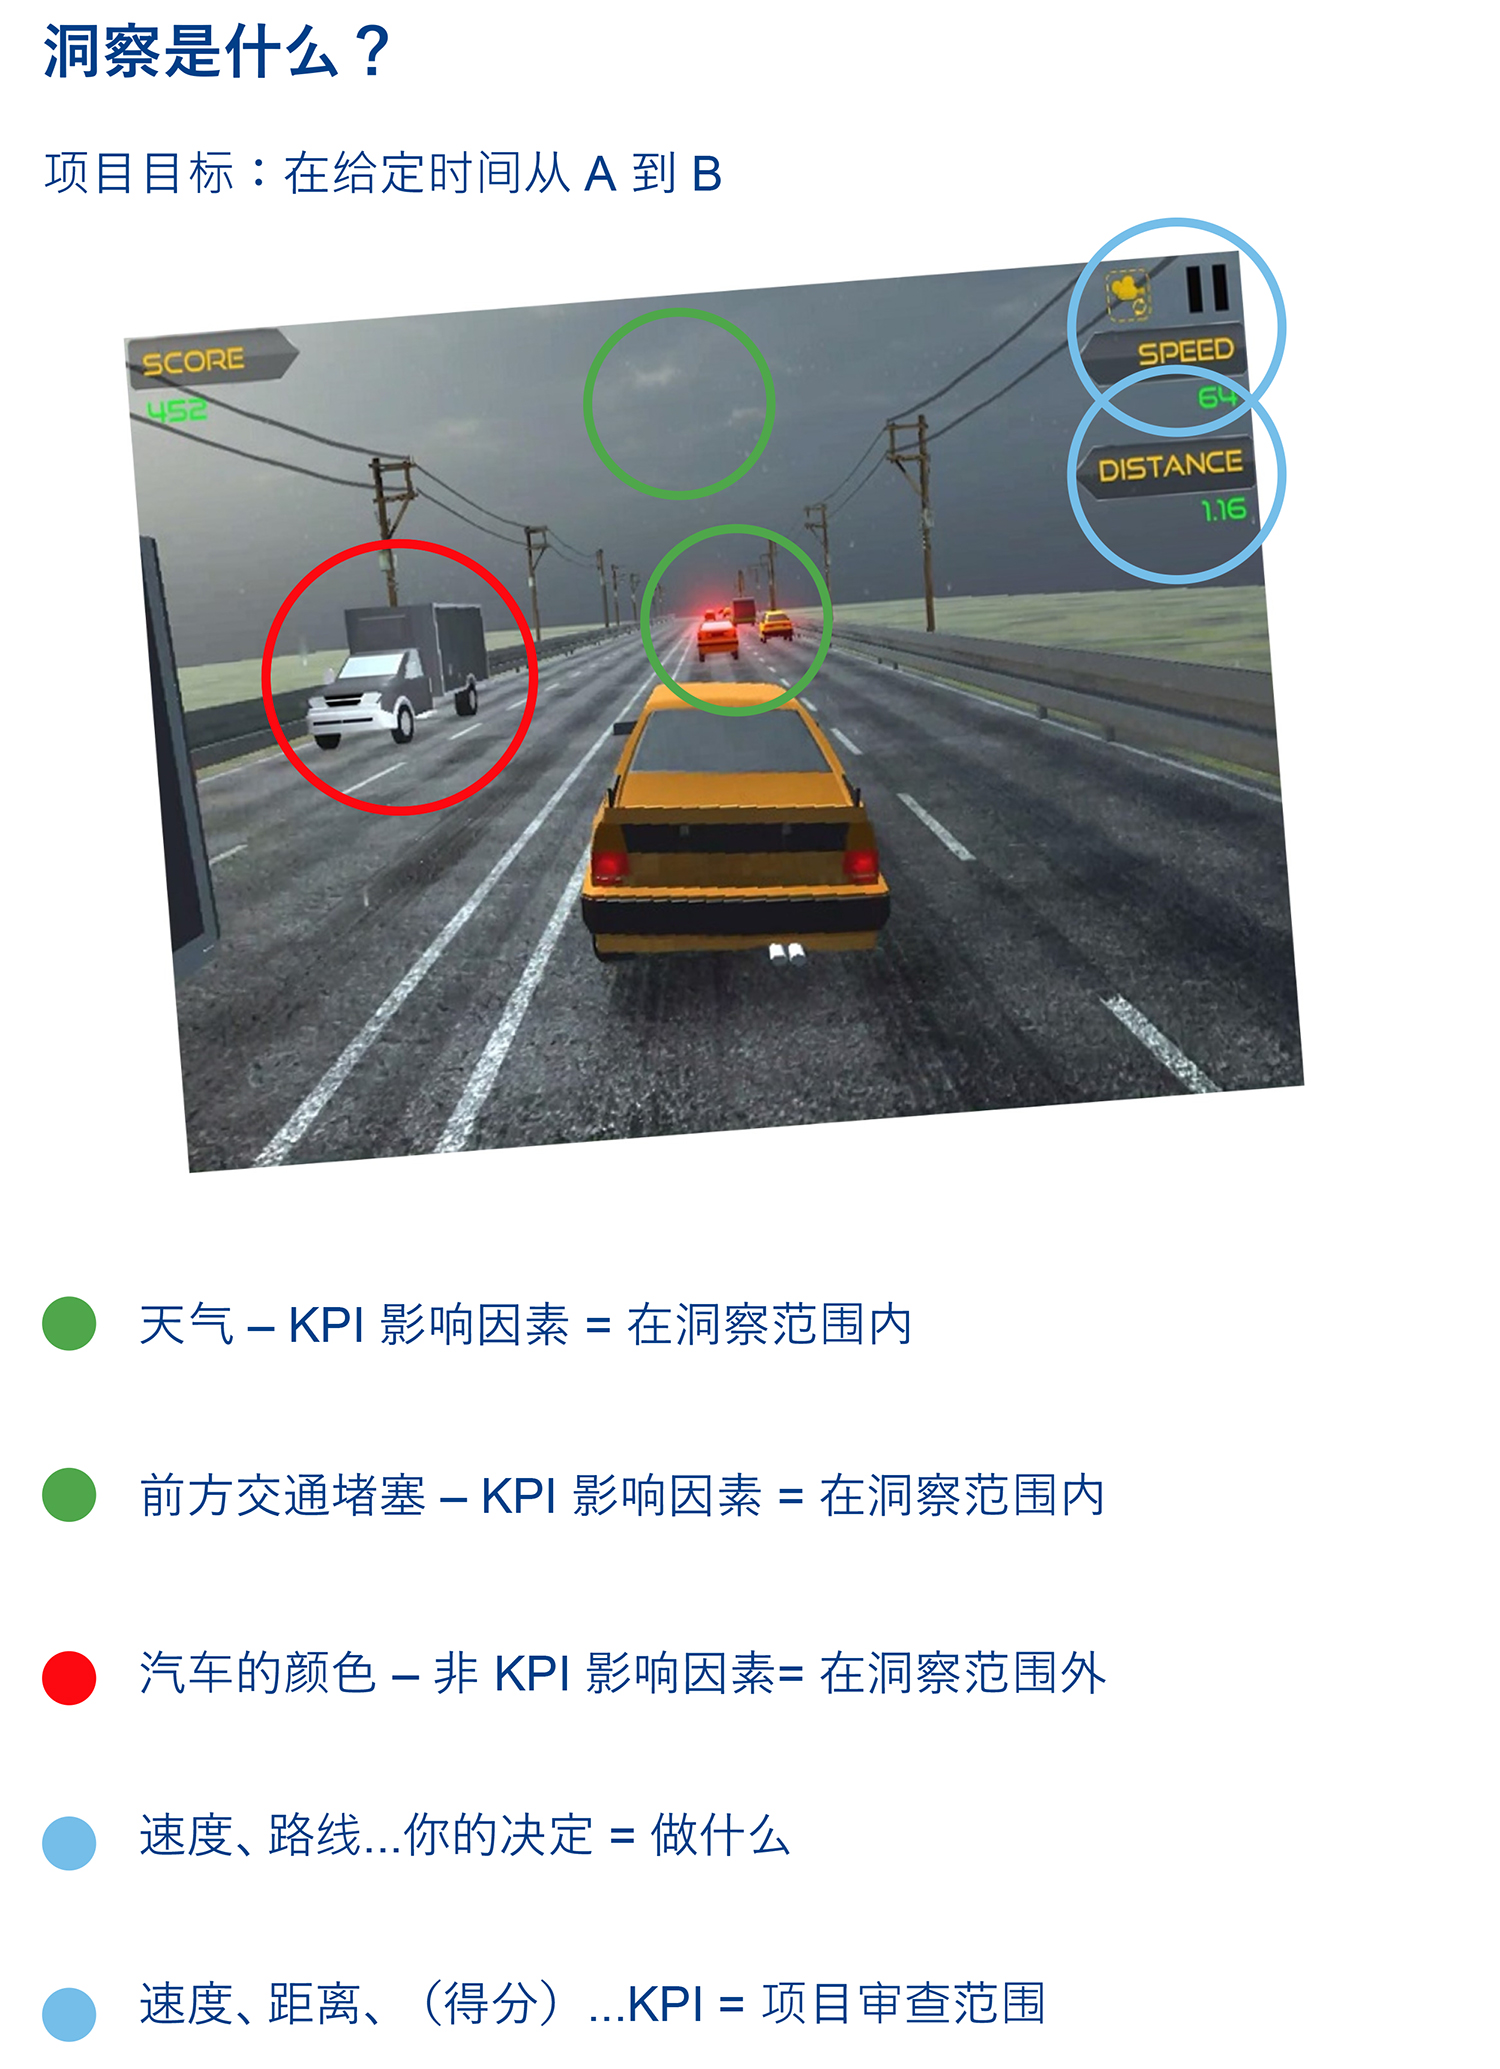 洞察是什么？
项目目标：在给定时间从 A 到 B
SCORE
452
SPEED
64
DISTANCE
1.16
天气 – KPI 影响因素 = 在洞察范围内
前方交通堵塞 – KPI 影响因素 = 在洞察范围内
汽车的颜色 – 非 KPI 影响因素= 在洞察范围外
速度、路线...你的决定 = 做什么
速度、距离、（得分）...KPI = 项目审查范围